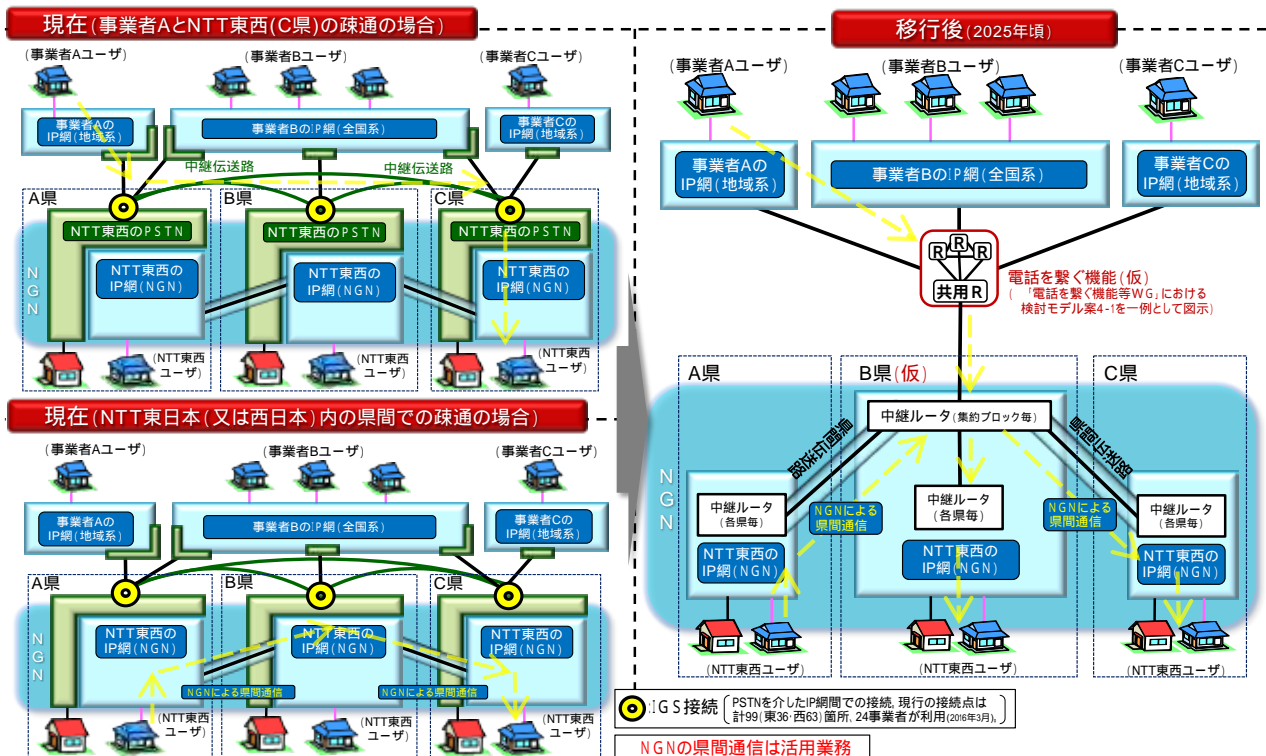 現在(事業者AとNTT東西(C県)の疎通の場合)
(事業者Aユーザ)
(事業者Bユーザ)
(事業者Cユーザ)
事業者Aの
IP網(地域系)
事業者BのIP網(全国系)
事業者Cの
IP網(地域系)
中継伝送路
中継伝送路
A県
B県
C県
NTT東西のPSTN
NTT東西のPSTN
NTT東西のPSTN
NGN
NTT東西の
IP網(NGN)
NTT東西の
IP網(NGN)
NTT東西の
IP網(NGN)
(NTT東西
ユーザ)
(NTT東西
ユーザ)
(NTT東西
ユーザ)
現在(NTT東日本(又は西日本)内の県間での疎通の場合)
(事業者Aユーザ)
(事業者Bユーザ)
(事業者Cユーザ)
事業者Aの
IP網(地域系)
事業者BのIP網(全国系)
事業者Cの
IP網(地域系)
A県
B県
C県
NGN
NTT東西の
IP網(NGN)
NTT東西の
IP網(NGN)
NTT東西の
IP網(NGN)
NGNによる県間通信
NGNによる県間通信
(NTT東西
ユーザ)
(NTT東西
ユーザ)
(NTT東西
ユーザ)
移行後(2025年頃)
(事業者Aユーザ)
(事業者Bユーザ)
(事業者Cユーザ)
事業者Aの
IP網(地域系)
事業者BのIP網(全国系)
事業者Cの
IP網(地域系)
R
R
R
共用R
電話を繋ぐ機能(仮)
( 「電話を繋ぐ機能等WG」における
検討モデル案4-1を一例として図示)
A県
B県(仮)
C県
中継ルータ(集約ブロック毎)
県間伝送路
県間伝送路
NGN
中継ルータ
(各県毎)
中継ルータ
(各県毎)
中継ルータ
(各県毎)
NGNによる
県間通信
NGNによる
県間通信
NTT東西の
IP網(NGN)
NTT東西の
IP網(NGN)
NTT東西の
IP網(NGN)
(NTT東西ユーザ)
(NTT東西ユーザ)
(NTT東西ユーザ)
:IGS接続 PSTNを介したIP網間での接続。現行の接続点は
計99(東36・西63)箇所、24事業者が利用(2016年3月)。
NGNの県間通信は活用業務